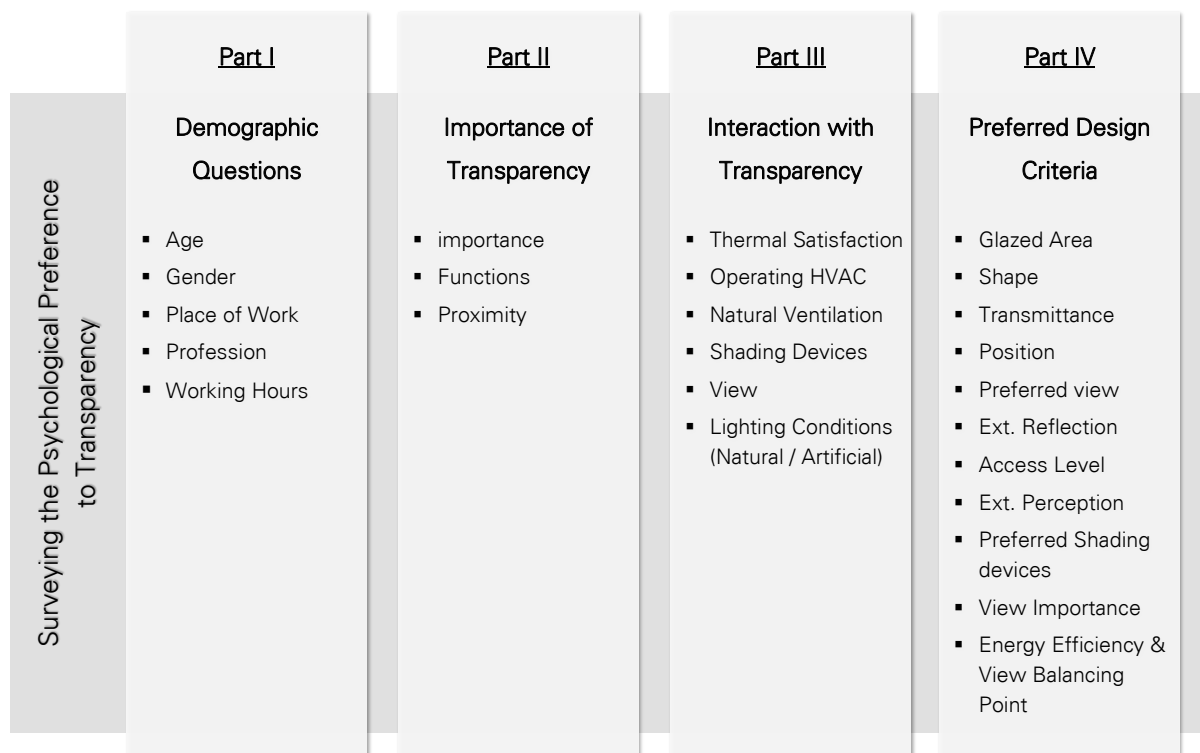 Surveying the Psychological Preference
to Transparency
Part I
Demographic
Questions
▪ Age
▪ Gender
▪ Place of Work
▪ Profession
▪ Working Hours
Part II
Importance of
Transparency
▪ importance
▪ Functions
▪ Proximity
Part III
Interaction with
Transparency
▪ Thermal Satisfaction
▪ Operating HVAC
▪ Natural Ventilation
▪ Shading Devices
▪ View
▪ Lighting Conditions
(Natural / Artificial)
Part IV
Preferred Design
Criteria
▪ Glazed Area
▪ Shape
▪ Transmittance
▪ Position
▪ Preferred view
▪ Ext. Reflection
▪ Access Level
▪ Ext. Perception
▪ Preferred Shading
devices
▪ View Importance
▪ Energy Efficiency &
View Balancing
Point